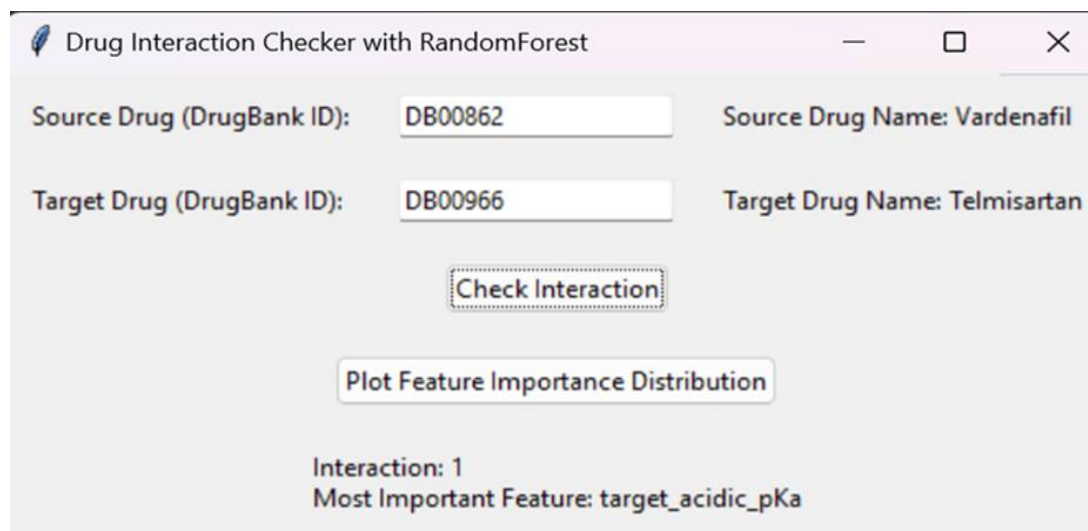 Drug Interaction Checker with RandomForest
Source Drug (DrugBank ID): DB00862 Source Drug Name: Vardenafil
Target Drug (DrugBank ID): DB00966 Target Drug Name: Telmisartan
Check Interaction
Plot Feature Importance Distribution
Interaction: 1
Most Important Feature: target_acidic_pKa